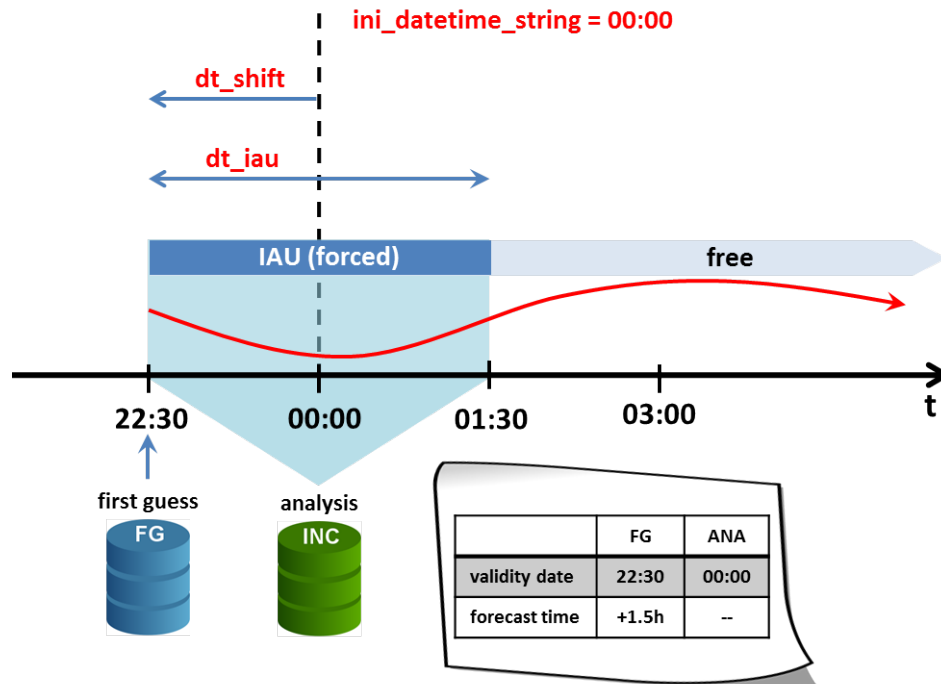 ini_datetime_string = 00:00
dt_shift
dt_iau
IAU (forced)
free
22:30
00:00
01:30
03:00
t
first guess
analysis
FG
INC
FG ANA
validity date 22:30 00:00
forecast time +1.5h --